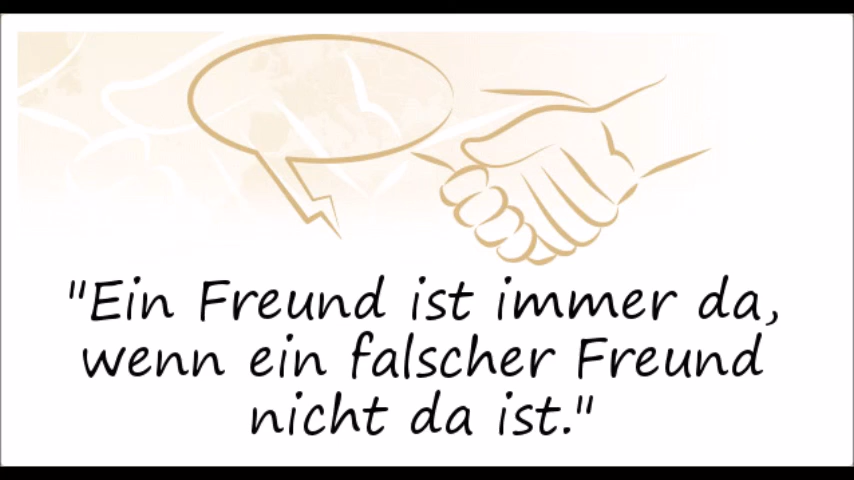 "Ein Freund ist immer da,
wenn ein falscher Freund
nicht da ist."